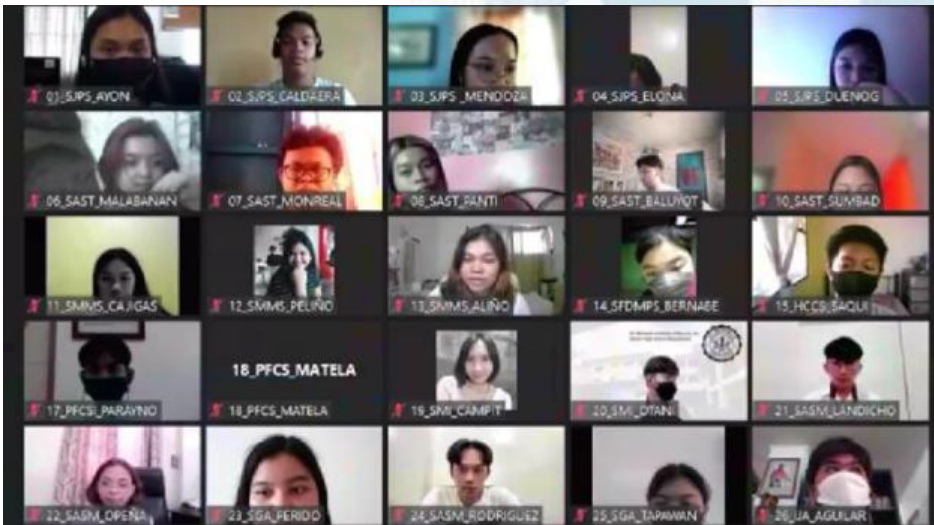 01_SJPS_AYON
02_SJPS_CALDAERA
03_SJPS_MENDOZA
04_SJPS_ELONA
05_SJPS_DUENOG
06_SAST_MALABANAN
07_SAST_MONREAL
08_SAST_PANTI
09_SAST_BALUYOT
10_SAST_SUMBAD
11_SMMS_CAJIGAS
12_SMMS_PELIÑO
13_SMMS_ALIÑO
14_SFDMPS_BERNABE
15_HCCS_SAQUI
17_PFCSI_PARAYNO
18_PFCS_MATELA
18_PFCS_MATELA
19_SMI_CAMPIT
20_SMI_OTANI
21_SASM_LANDICHO
22_SASM_OPEÑA
23_SGA_PERIDO
24_SASM_RODRIGUEZ
25_SGA_TAPAWAN
26_UA_AGUILAR